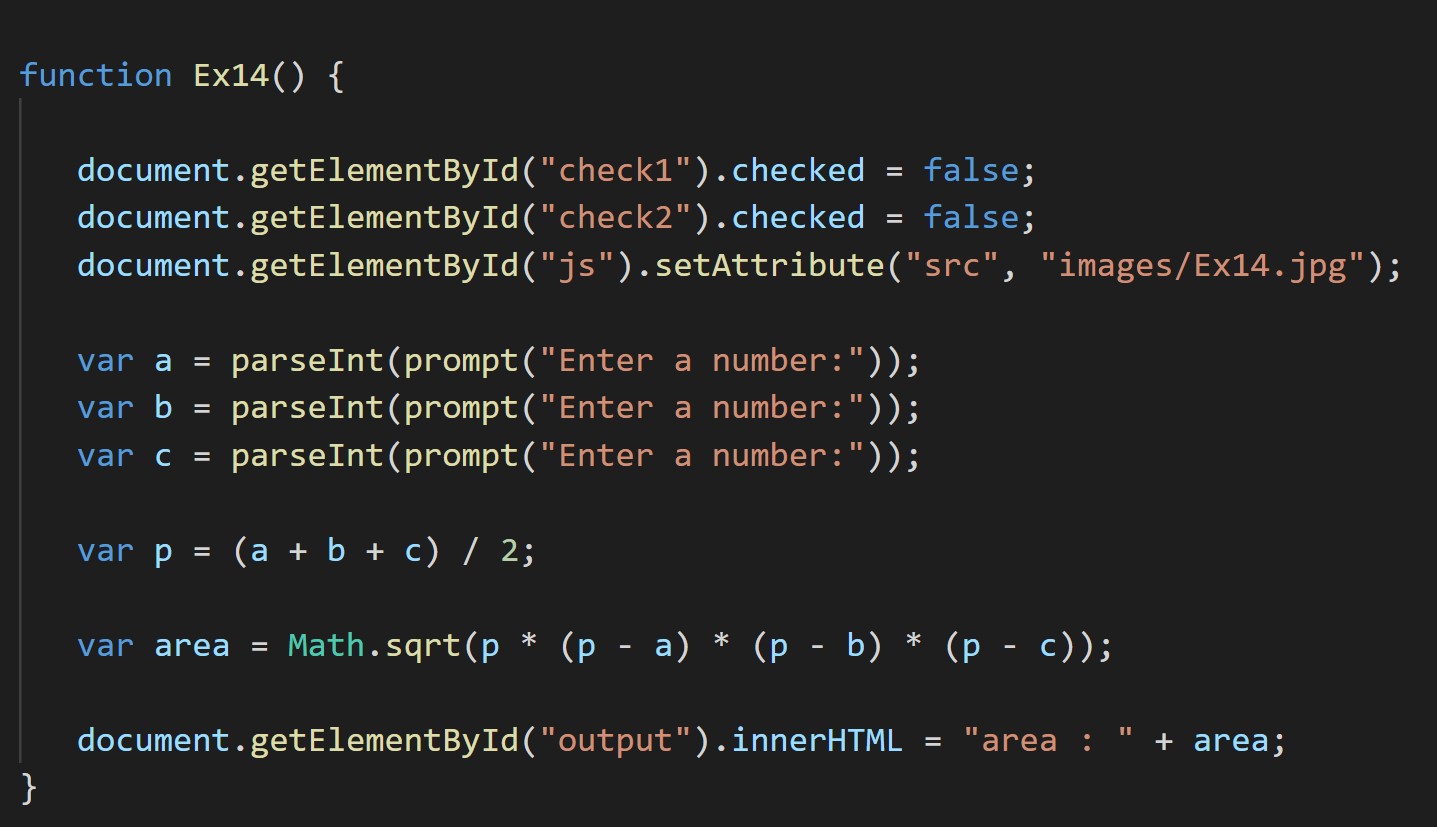 function Ex14() {
document.getElementById("check1").checked = false;
document.getElementById("check2").checked = false;
document.getElementById("js").setAttribute("src", "images/Ex14.jpg");
var a = parseInt(prompt("Enter a number:"));
var b = parseInt(prompt("Enter a number:"));
var c = parseInt(prompt("Enter a number:"));
var p = (a + b + c) / 2;
var area = Math.sqrt(p * (p - a) * (p - b) * (p - c));
document.getElementById("output").innerHTML = "area : " + area;
}